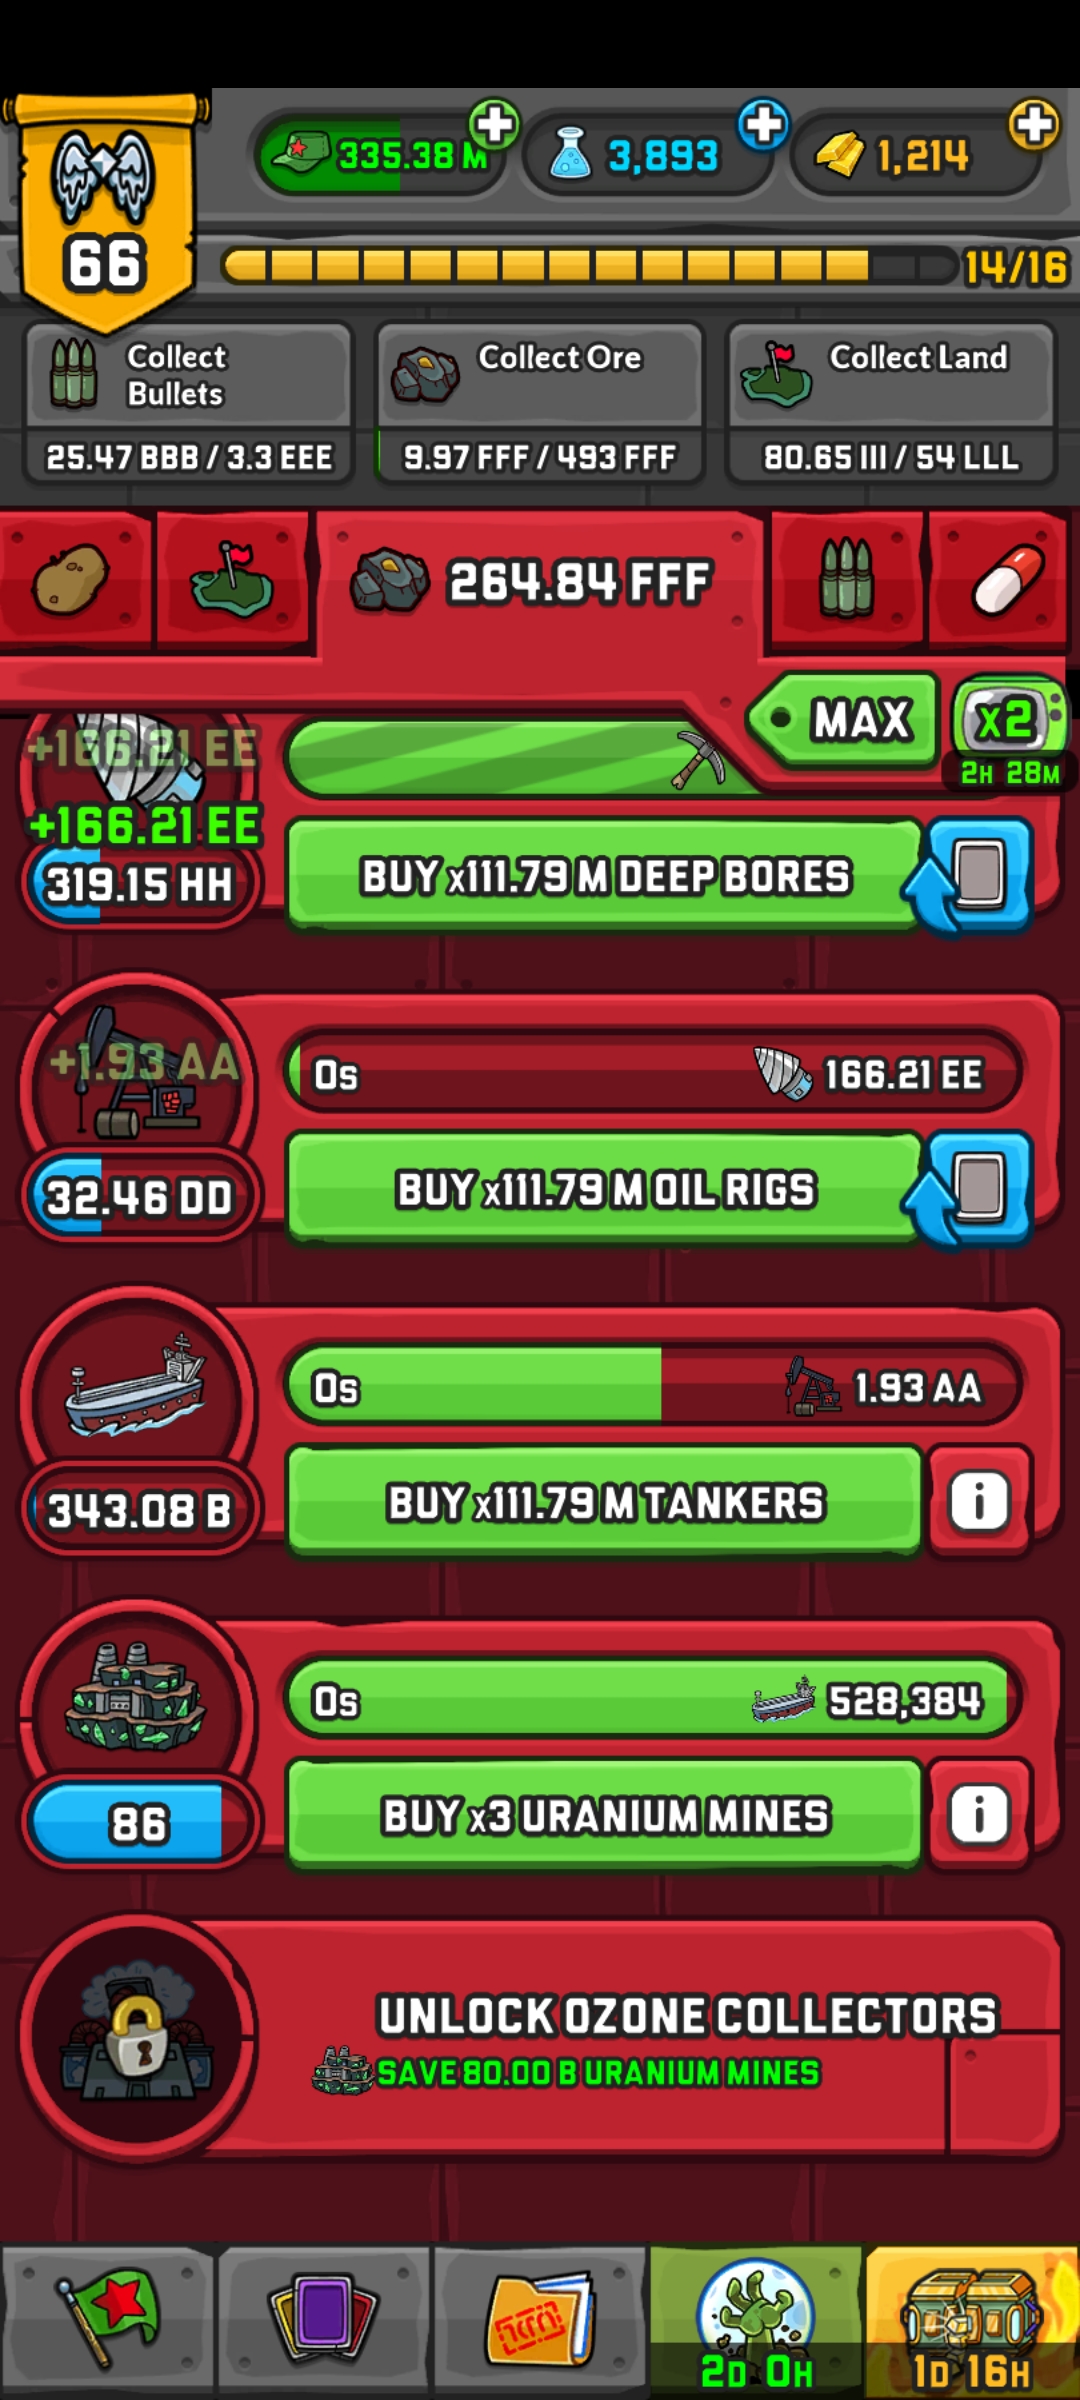 335.38 M
3,893
1,214
66
14/16
Collect
Bullets
Collect Ore
Collect Land
25.47 BBB / 3.3 EEE
9.97 FFF / 493 FFF
80.65 III / 54 LLL
264.84 FFF
MAX
x2
2H 28M
+166.21 EE
+166.21 EE
319.15 HH
BUY x111.79 M DEEP BORES
+1.93 AA
0s
166.21 EE
32.46 DD
BUY x111.79 M OIL RIGS
0s
1.93 AA
343.08 B
BUY x111.79 M TANKERS
i
0s
528,384
86
BUY x3 URANIUM MINES
i
UNLOCK OZONE COLLECTORS
SAVE 80.00 B URANIUM MINES
2D 0H
1D 16H